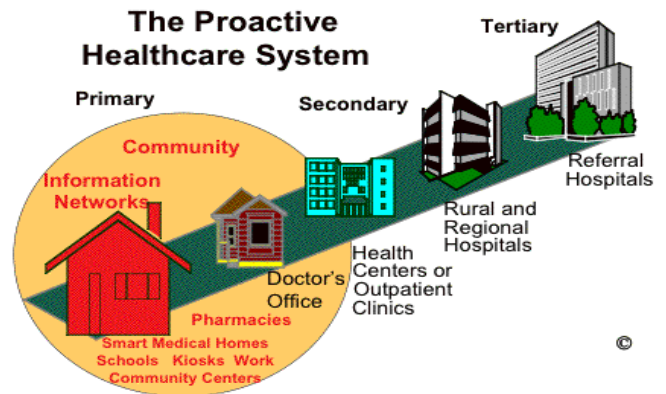 The Proactive
Healthcare System
Tertiary
Primary
Secondary
Community
Information
Networks
Referral
Hospitals
Rural and
Regional
Hospitals
Health
Centers or
Outpatient
Clinics
Doctor's
Office
Pharmacies
Smart Medical Homes
Schools Kiosks Work
Community Centers
©